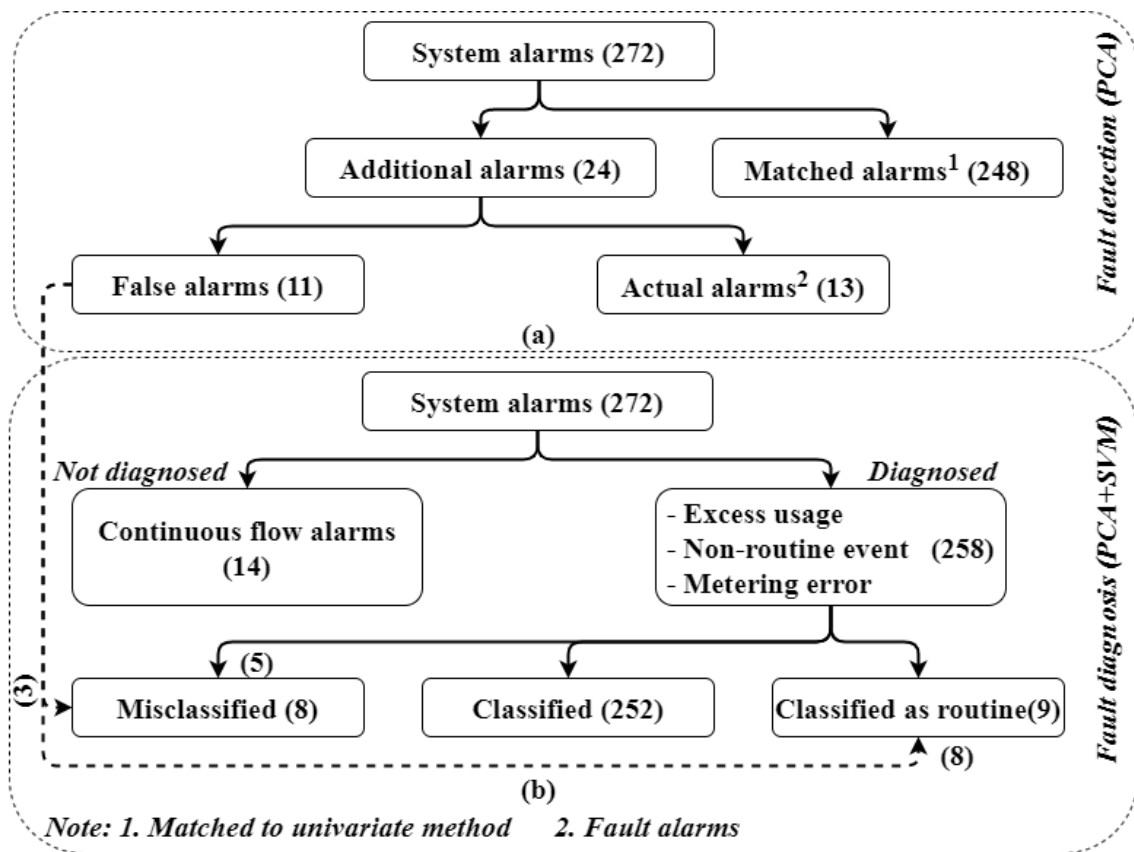 System alarms (272)
Additional alarms (24)
Matched alarms1 (248)
False alarms (11)
Actual alarms2 (13)
(a)
Fault detection (PCA)
System alarms (272)
Not diagnosed
Diagnosed
Continuous flow alarms
(14)
- Excess usage
- Non-routine event (258)
- Metering error
(5)
(3)
Misclassified (8)
Classified (252)
Classified as routine(9)
(8)
(b)
Fault diagnosis (PCA+SVM)
Note: 1. Matched to univariate method 2. Fault alarms